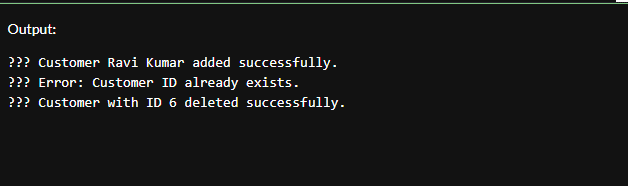 Output:
??? Customer Ravi Kumar added successfully.
??? Error: Customer ID already exists.
??? Customer with ID 6 deleted successfully.